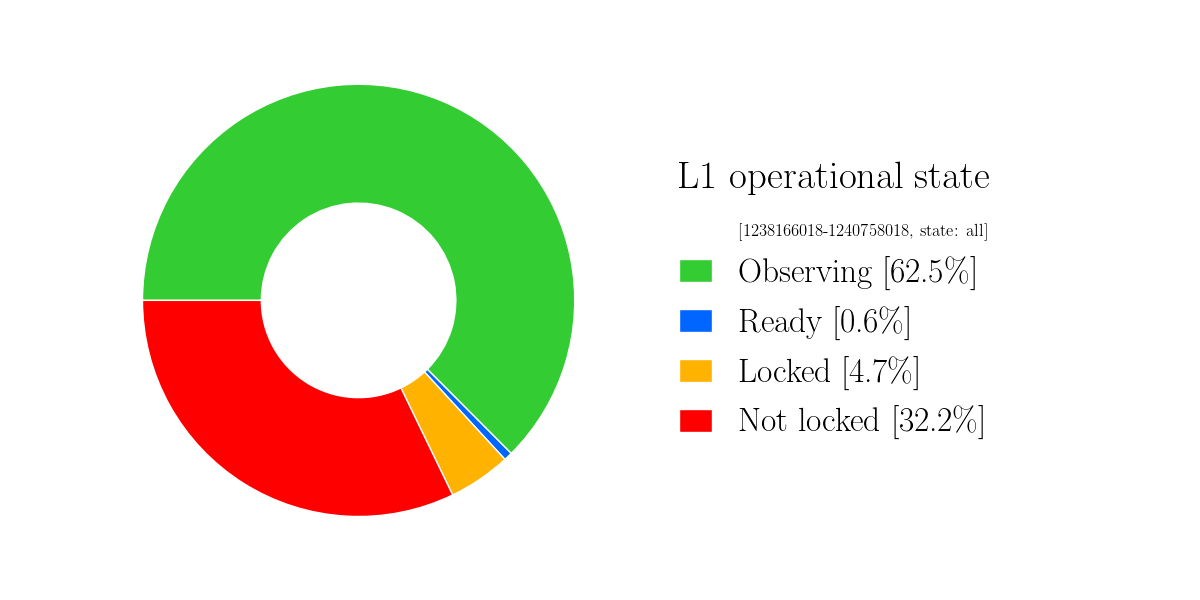 L1 operational state
[1238166018-1240758018, state: all]
Observing [62.5%]
Ready [0.6%]
Locked [4.7%]
Not locked [32.2%]